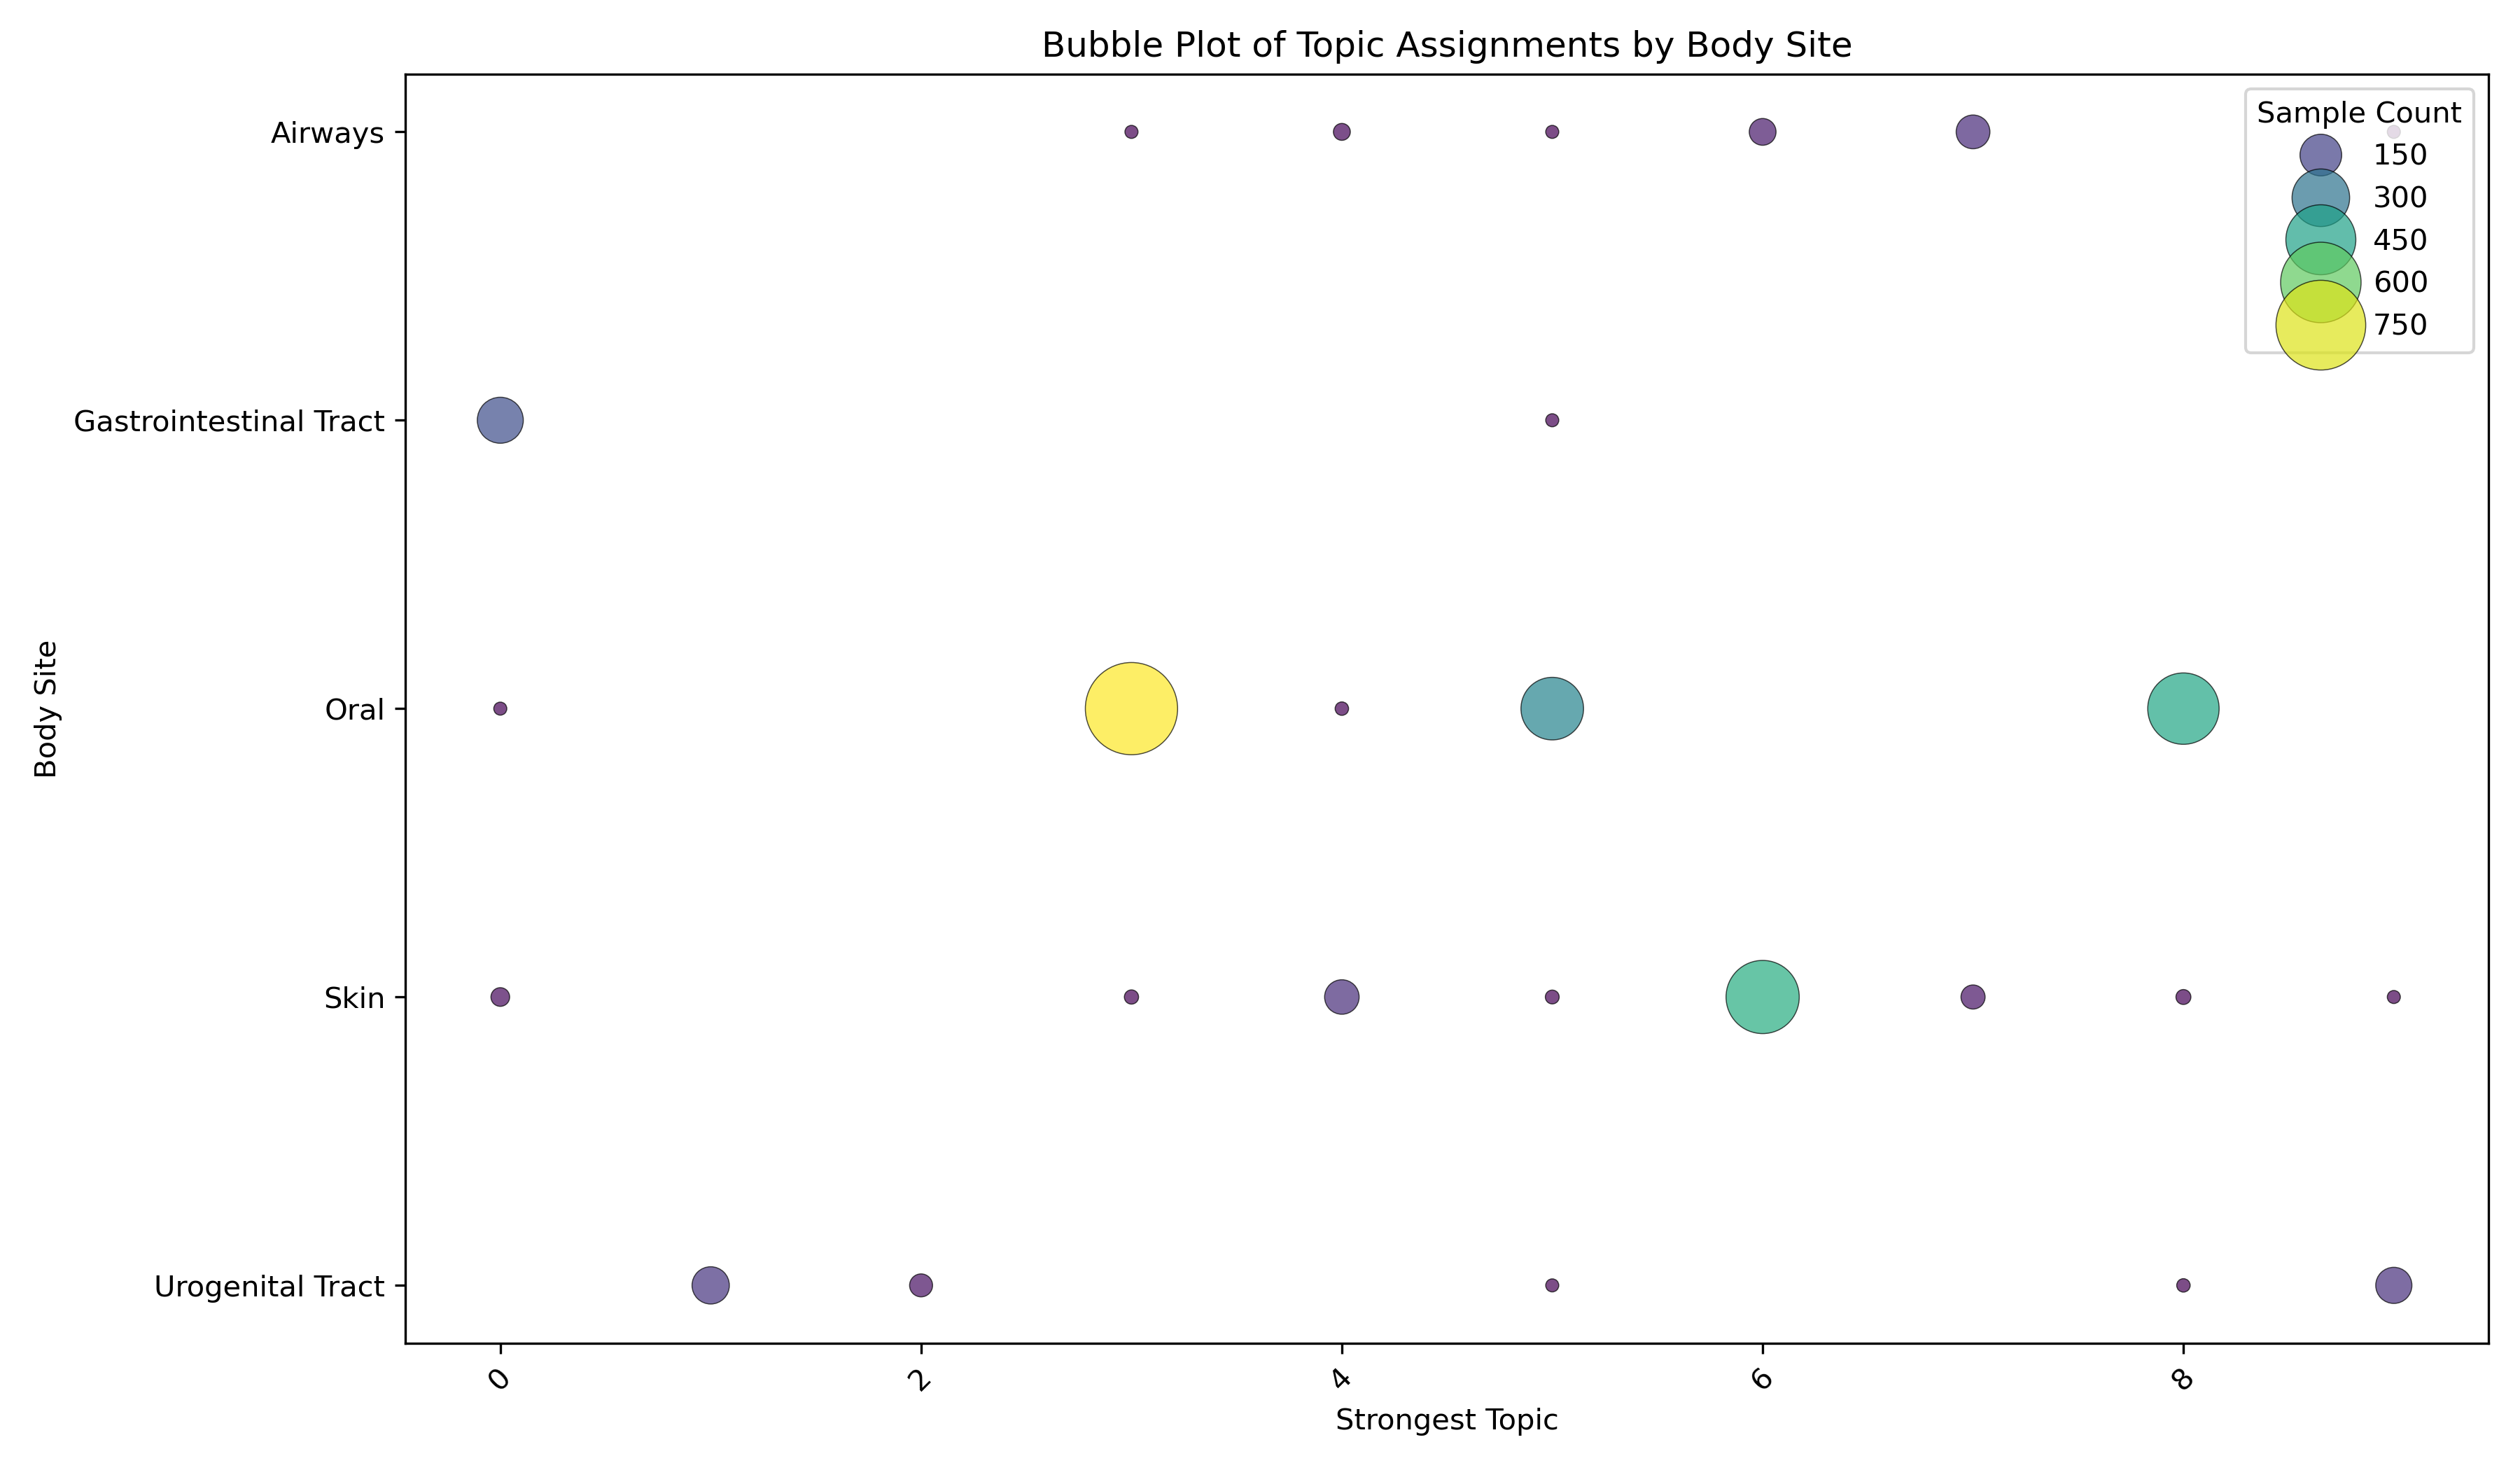 Bubble Plot of Topic Assignments by Body Site
Sample Count
150
300
450
600
750
Airways
Gastrointestinal Tract
Oral
Skin
Urogenital Tract
Body Site
0
2
4
6
8
Strongest Topic